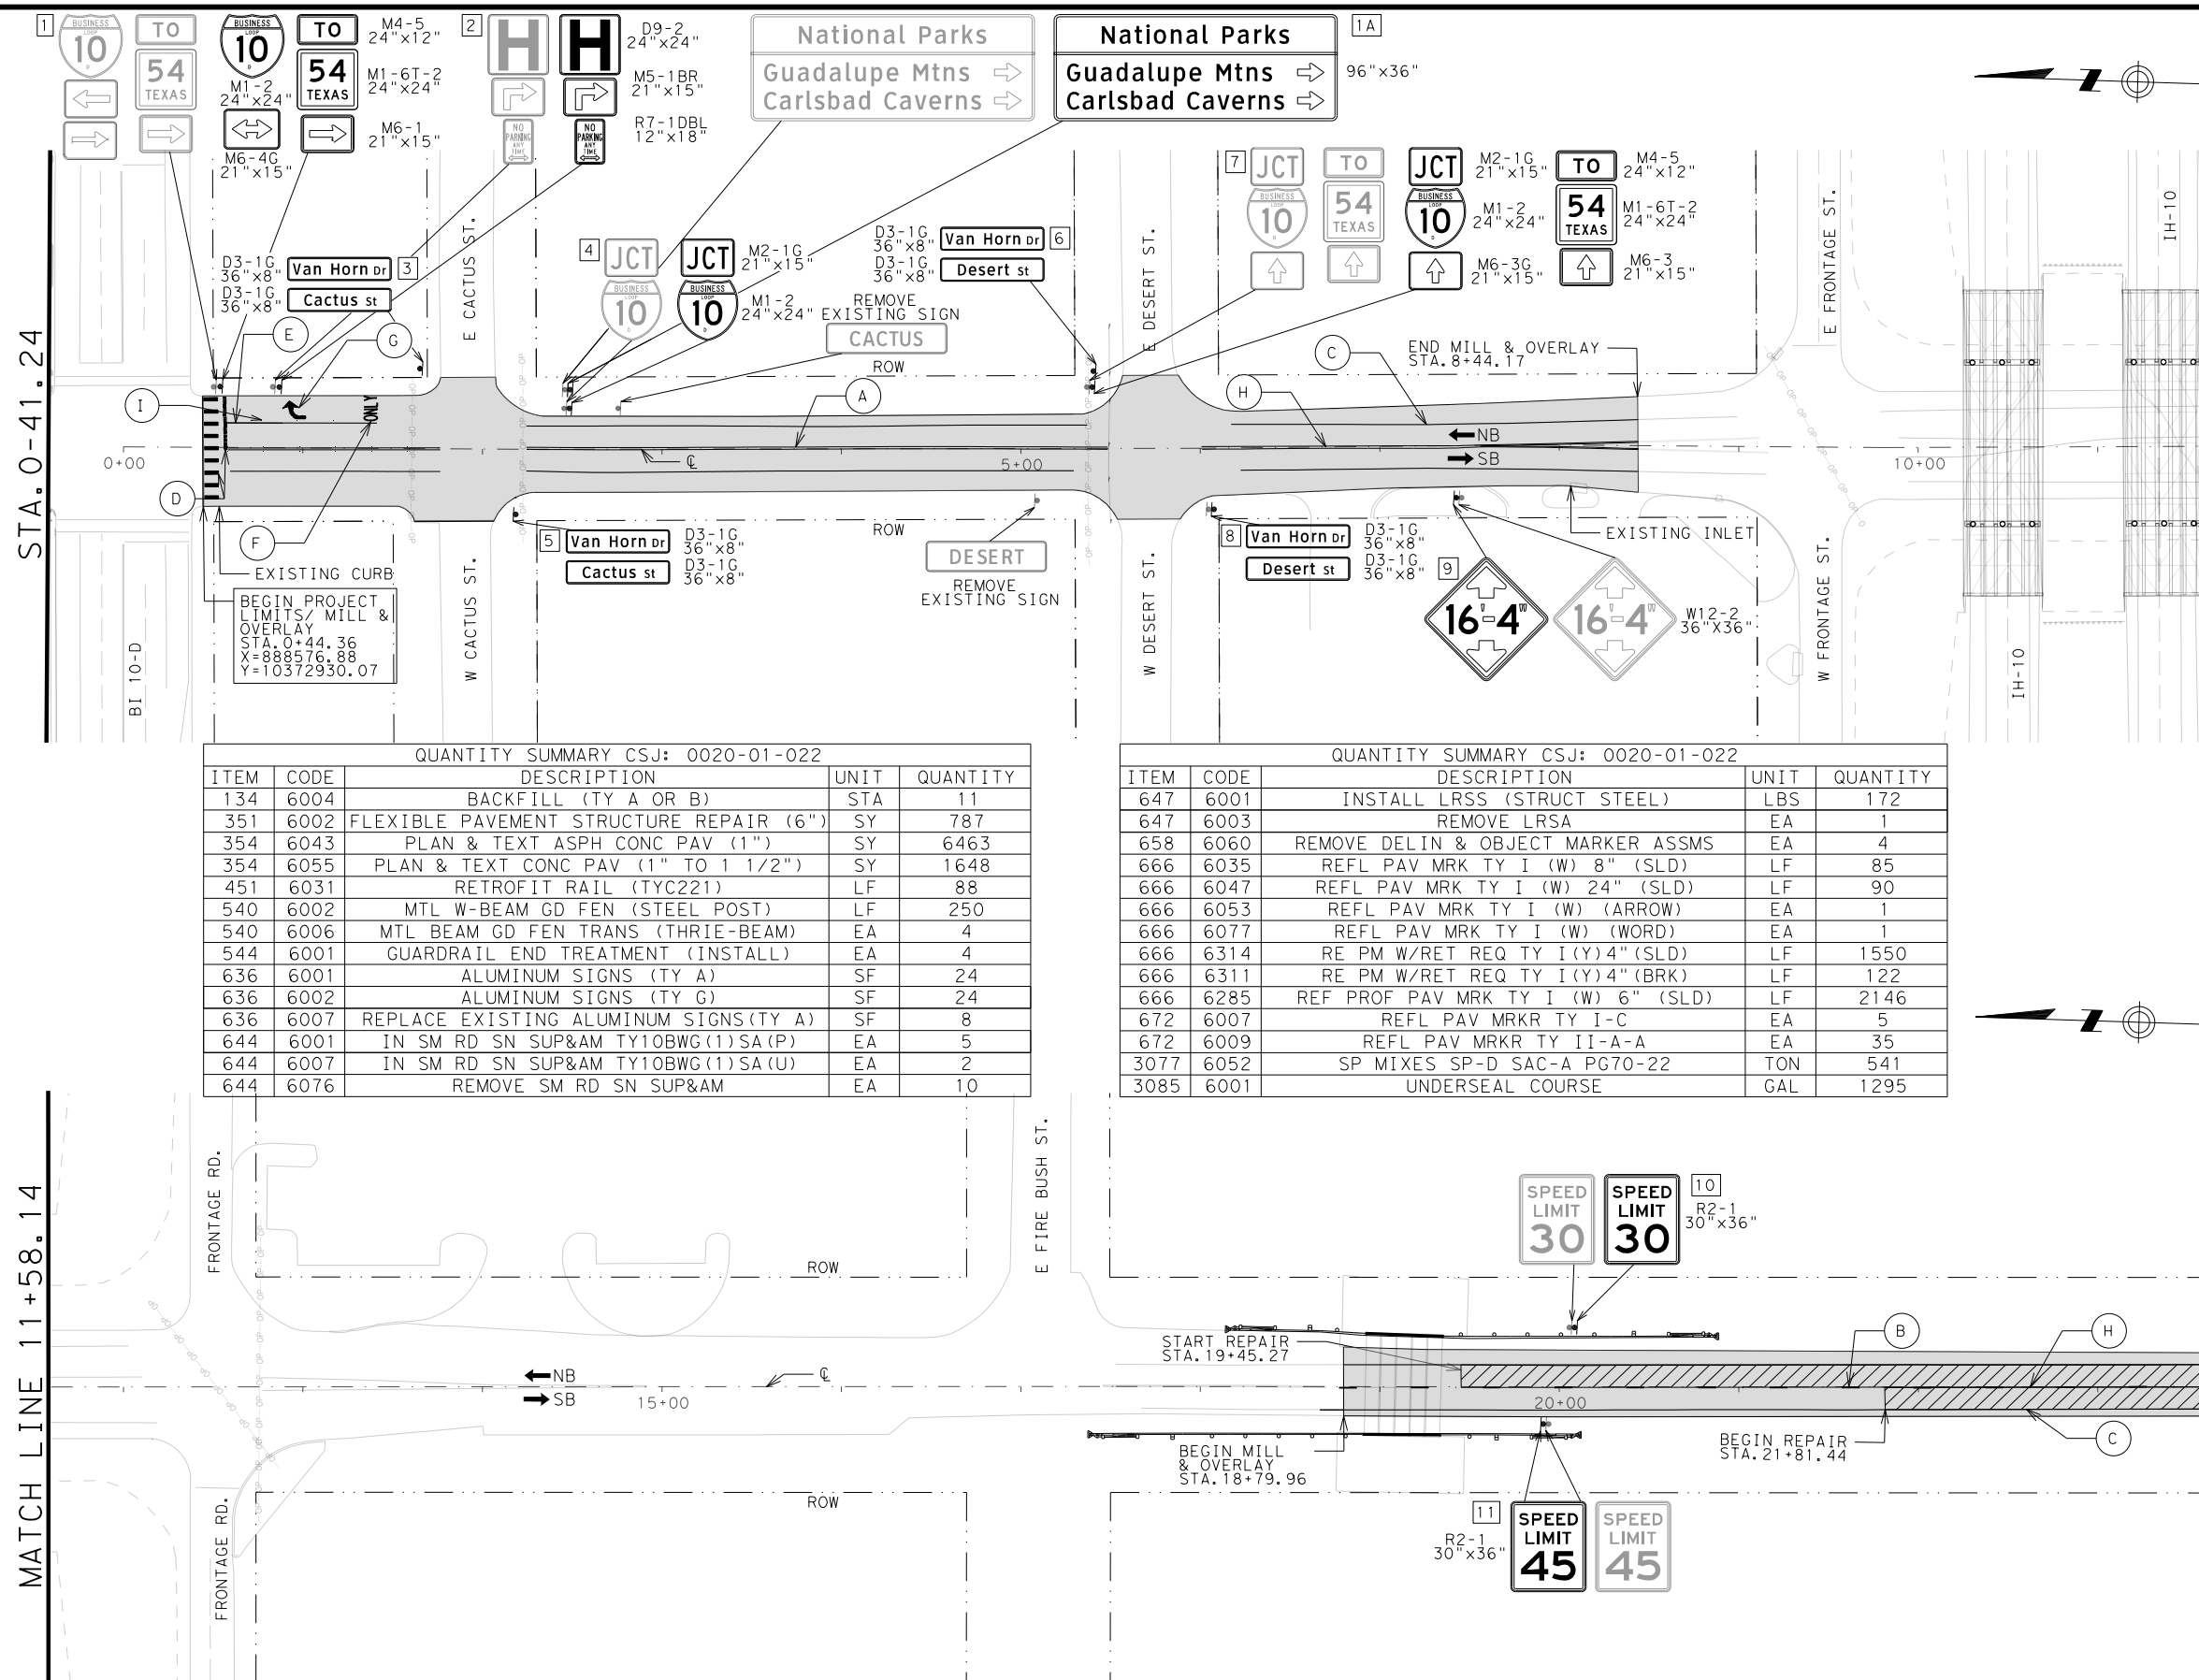 1
BUSINESS
LOOP
10
D
TO
54
TEXAS
BUSINESS
LOOP
10
D
M1-2
24"x24"
M6-4G
21"x15"
TO
54
TEXAS
M4-5
24"x12"
M1-6T-2
24"x24"
M6-1
21"x15"
2
H
NO
PARKING
ANY
TIME
H
NO
PARKING
ANY
TIME
D9-2
24"x24"
M5-1BR
21"x15"
R7-1DBL
12"x18"
National Parks
Guadalupe Mtns
Carlsbad Caverns
National Parks
Guadalupe Mtns
Carlsbad Caverns
1A
96"x36"
STA.0-41.24
D3-1G
36"x8"
Van Horn Dr
3
D3-1G
36"x8"
Cactus st
E CACTUS ST.
4
JCT
BUSINESS
LOOP
10
D
JCT
BUSINESS
LOOP
10
D
M2-1G
21"x15"
M1-2
24"x24"
REMOVE
EXISTING SIGN
CACTUS
ROW
D3-1G
36"x8"
Van Horn Dr
6
D3-1G
36"x8"
Desert st
E DESERT ST.
7
JCT
BUSINESS
LOOP
10
D
TO
54
TEXAS
JCT
BUSINESS
LOOP
10
D
M2-1G
21"x15"
M1-2
24"x24"
M6-3G
21"x15"
TO
54
TEXAS
M4-5
24"x12"
M1-6T-2
24"x24"
M6-3
21"x15"
E FRONTAGE ST.
IH-10
E
G
I
ONLY
A
H
C
END MILL & OVERLAY
STA.8+44.17
NB
SB
0+00
5+00
10+00
℄
D
F
EXISTING CURB
BEGIN PROJECT
LIMITS/ MILL &
OVERLAY
STA.0+44.36
X=888576.88
Y=10372930.07
BI 10-D
W CACTUS ST.
5
Van Horn Dr
D3-1G
36"x8"
Cactus st
D3-1G
36"x8"
ROW
DESERT
REMOVE
EXISTING SIGN
W DESERT ST.
8
Van Horn Dr
D3-1G
36"x8"
Desert st
D3-1G
36"x8"
9
16'-4"
16'-4"
W12-2
36"X36"
EXISTING INLET
W FRONTAGE ST.
IH-10
QUANTITY SUMMARY CSJ: 0020-01-022
ITEM CODE DESCRIPTION UNIT QUANTITY
134 6004 BACKFILL (TY A OR B) STA 11
351 6002 FLEXIBLE PAVEMENT STRUCTURE REPAIR (6") SY 787
354 6043 PLAN & TEXT ASPH CONC PAV (1") SY 6463
354 6055 PLAN & TEXT CONC PAV (1" TO 1 1/2") SY 1648
451 6031 RETROFIT RAIL (TYC221) LF 88
540 6002 MTL W-BEAM GD FEN (STEEL POST) LF 250
540 6006 MTL BEAM GD FEN TRANS (THRIE-BEAM) EA 4
544 6001 GUARDRAIL END TREATMENT (INSTALL) EA 4
636 6001 ALUMINUM SIGNS (TY A) SF 24
636 6002 ALUMINUM SIGNS (TY G) SF 24
636 6007 REPLACE EXISTING ALUMINUM SIGNS(TY A) SF 8
644 6001 IN SM RD SN SUP&AM TY10BWG(1)SA(P) EA 5
644 6007 IN SM RD SN SUP&AM TY10BWG(1)SA(U) EA 2
644 6076 REMOVE SM RD SN SUP&AM EA 10
QUANTITY SUMMARY CSJ: 0020-01-022
ITEM CODE DESCRIPTION UNIT QUANTITY
647 6001 INSTALL LRSS (STRUCT STEEL) LBS 172
647 6003 REMOVE LRSA EA 1
658 6060 REMOVE DELIN & OBJECT MARKER ASSMS EA 4
666 6035 REFL PAV MRK TY I (W) 8" (SLD) LF 85
666 6047 REFL PAV MRK TY I (W) 24" (SLD) LF 90
666 6053 REFL PAV MRK TY I (W) (ARROW) EA 1
666 6077 REFL PAV MRK TY I (W) (WORD) EA 1
666 6314 RE PM W/RET REQ TY I(Y)4"(SLD) LF 1550
666 6311 RE PM W/RET REQ TY I(Y)4"(BRK) LF 122
666 6285 REF PROF PAV MRK TY I (W) 6" (SLD) LF 2146
672 6007 REFL PAV MRKR TY I-C EA 5
672 6009 REFL PAV MRKR TY II-A-A EA 35
3077 6052 SP MIXES SP-D SAC-A PG70-22 TON 541
3085 6001 UNDERSEAL COURSE GAL 1295
MATCH LINE 11+58.14
FRONTAGE RD.
E FIRE BUSH ST.
ROW
SPEED
LIMIT
30
SPEED
LIMIT
30
10
R2-1
30"x36"
START REPAIR
STA.19+45.27
B
H
NB
SB
℄
15+00
20+00
BEGIN MILL
& OVERLAY
STA.18+79.96
BEGIN REPAIR
STA.21+81.44
C
ROW
FRONTAGE RD.
11
R2-1
30"x36"
SPEED
LIMIT
45
SPEED
LIMIT
45